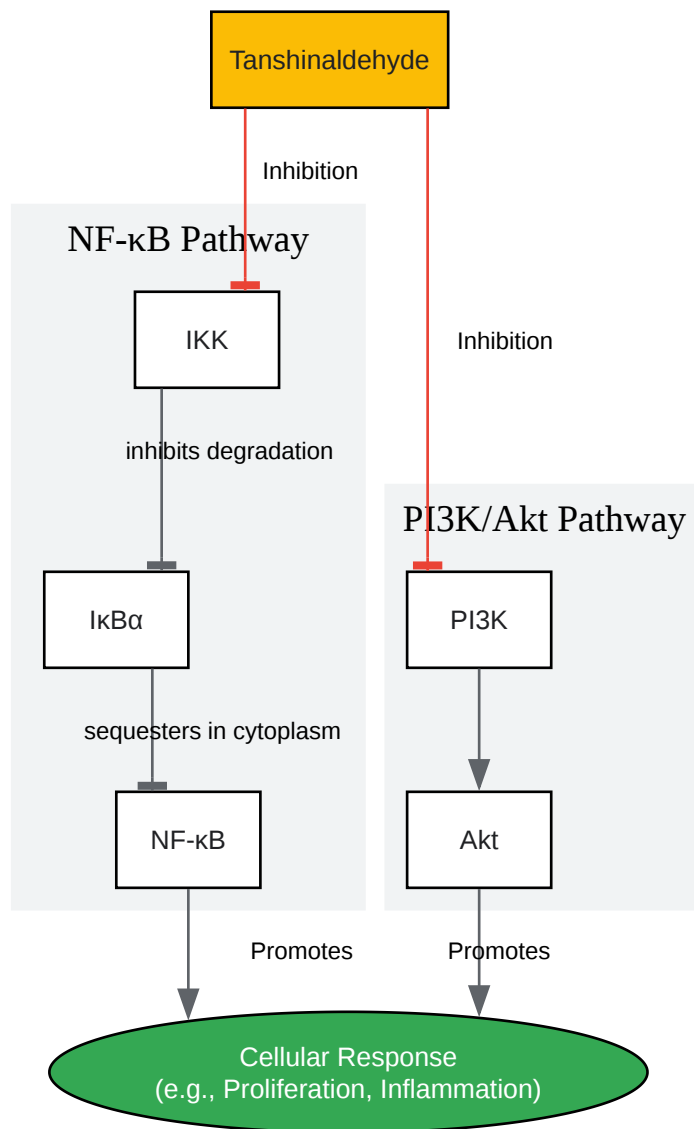 Tanshinaldehyde
Inhibition
NF-κB Pathway
IKK
Inhibition
inhibits degradation
PI3K/Akt Pathway
IκBα
PI3K
sequesters in cytoplasm
NF-κB
Akt
Promotes
Promotes
Cellular Response
(e.g., Proliferation, Inflammation)